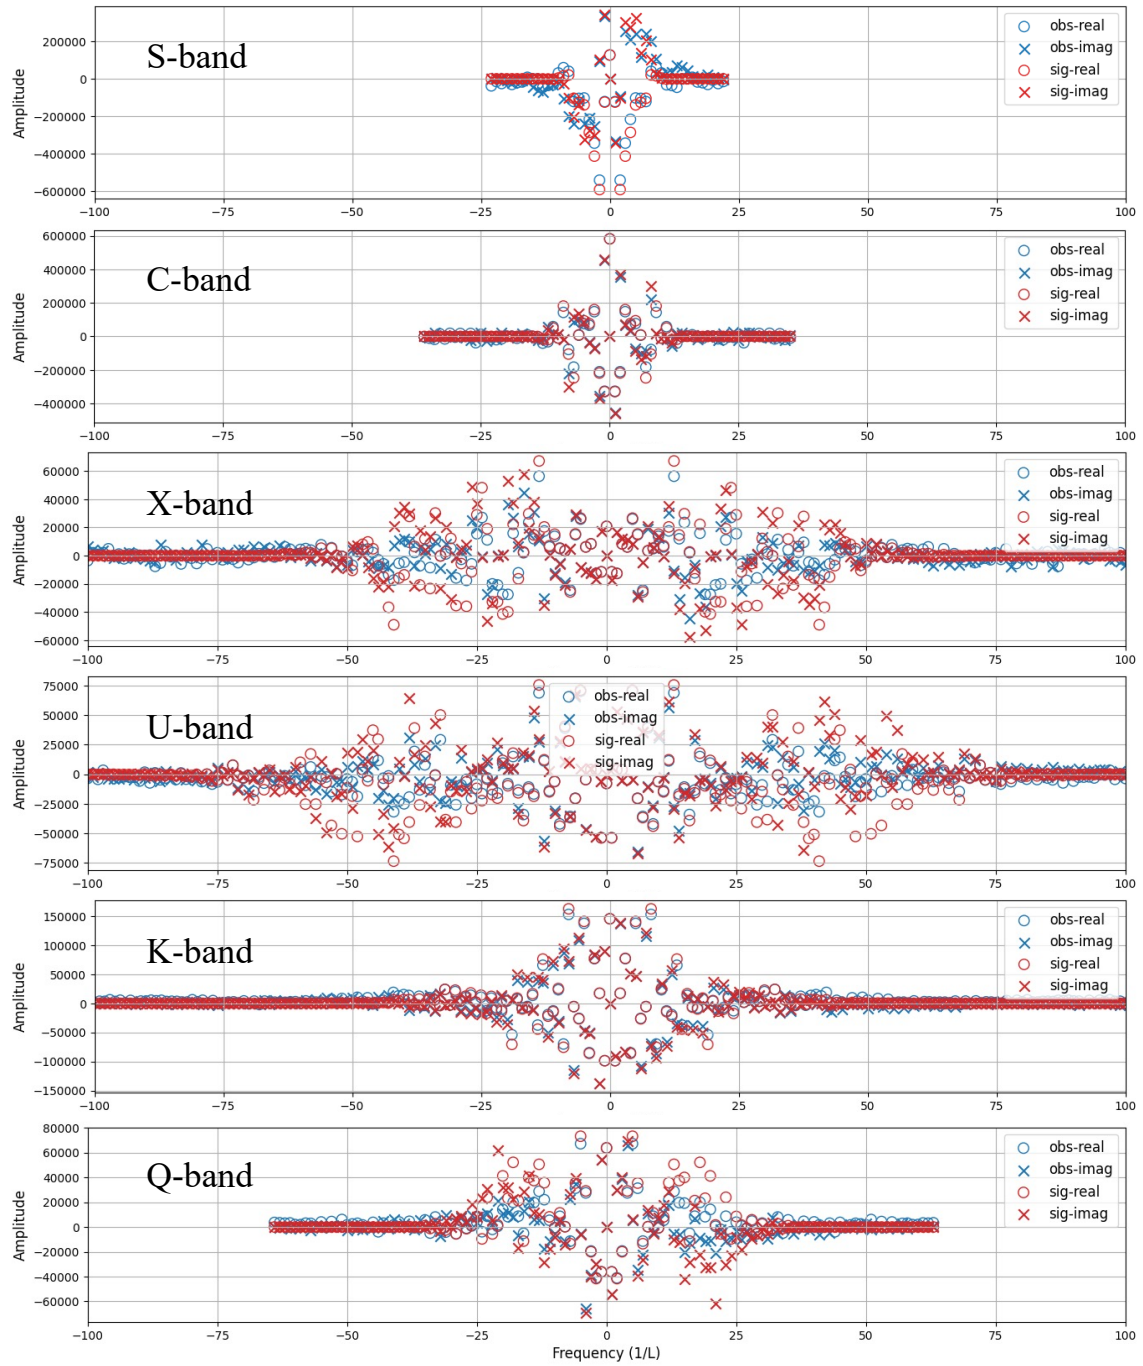 S-band
Amplitude
200000
0
−200000
−400000
−600000
obs-real
obs-imag
sig-real
sig-imag
−100 −75 −50 −25 0 25 50 75 100
C-band
Amplitude
600000
400000
200000
0
−200000
−400000
obs-real
obs-imag
sig-real
sig-imag
−100 −75 −50 −25 0 25 50 75 100
X-band
Amplitude
60000
40000
20000
0
−20000
−40000
−60000
obs-real
obs-imag
sig-real
sig-imag
−100 −75 −50 −25 0 25 50 75 100
U-band
Amplitude
75000
50000
25000
0
−25000
−50000
−75000
obs-real
obs-imag
sig-real
sig-imag
−100 −75 −50 −25 0 25 50 75 100
K-band
Amplitude
150000
100000
50000
0
−50000
−100000
−150000
obs-real
obs-imag
sig-real
sig-imag
−100 −75 −50 −25 0 25 50 75 100
Q-band
Amplitude
80000
60000
40000
20000
0
−20000
−40000
−60000
obs-real
obs-imag
sig-real
sig-imag
−100 −75 −50 −25 0 25 50 75 100
Frequency (1/L)